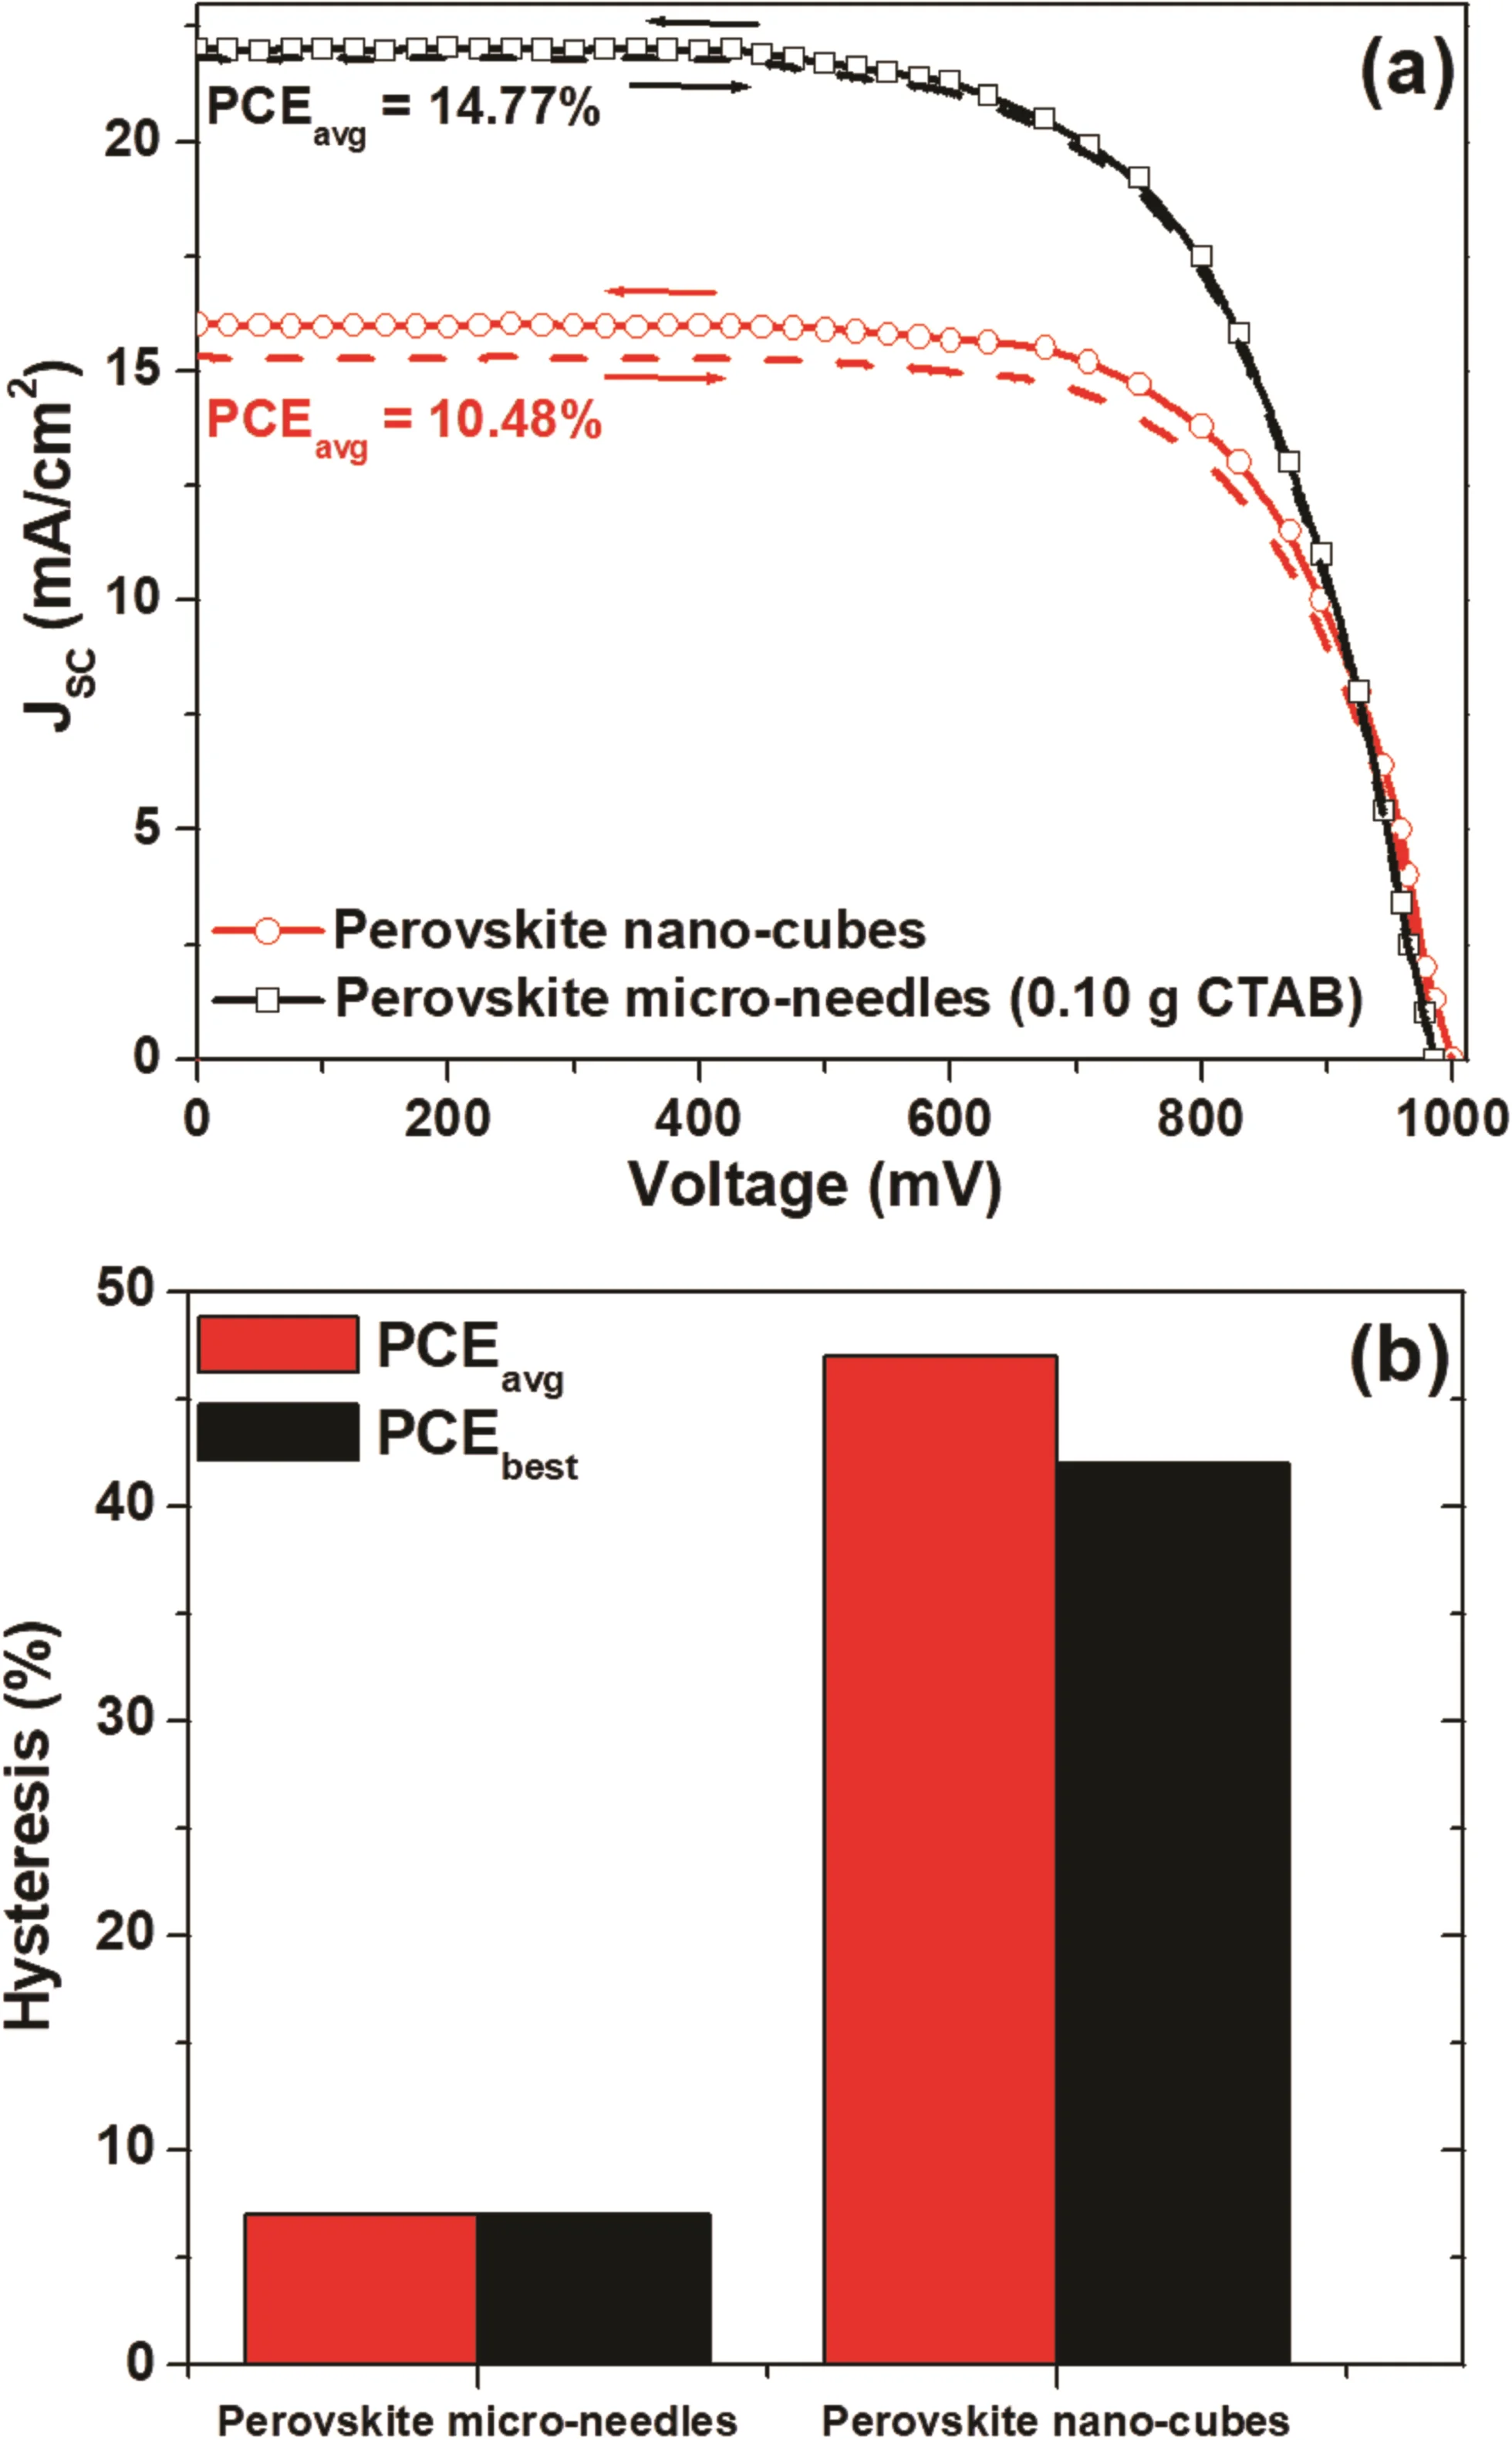 (a)
PCEavg = 14.77%
PCEavg = 10.48%
Perovskite nano-cubes
Perovskite micro-needles (0.10 g CTAB)
JSC (mA/cm²)
20
15
10
5
0
0 200 400 600 800 1000
Voltage (mV)
(b)
PCEavg
PCEbest
Hysteresis (%)
50
40
30
20
10
0
Perovskite micro-needles Perovskite nano-cubes